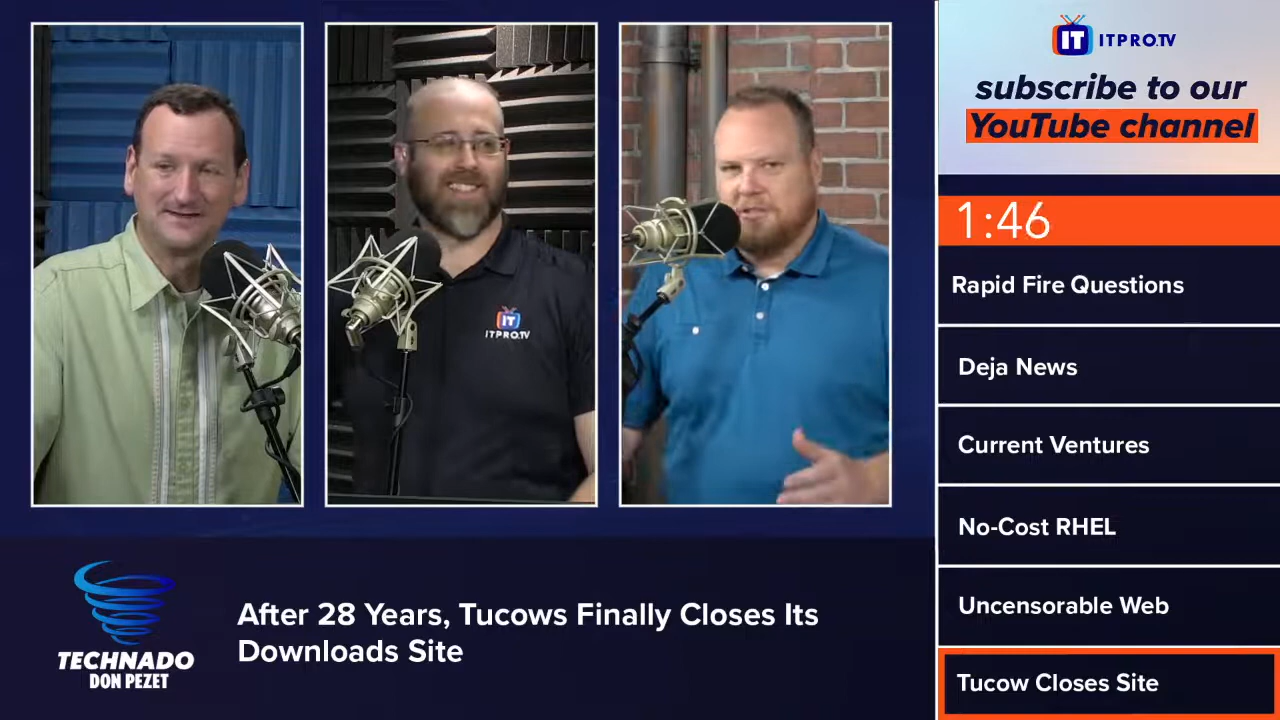 IT ITPRO.TV
subscribe to our
YouTube channel
1:46
Rapid Fire Questions
Deja News
Current Ventures
No-Cost RHEL
Uncensorable Web
Tucow Closes Site
IT
ITPRO.TV
After 28 Years, Tucows Finally Closes Its
Downloads Site
TECHNADO
DON PEZET